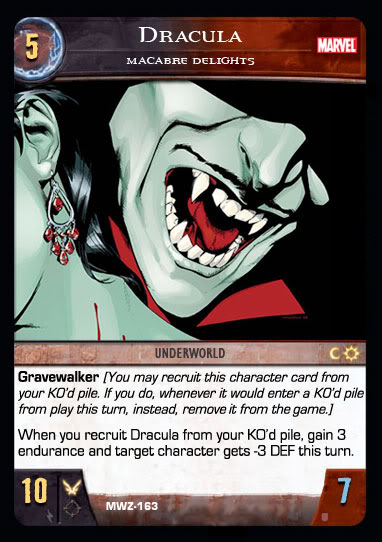 5
Dracula
MACABRE DELIGHTS
MARVEL
UNDERWORLD
Gravewalker [You may recruit this character card from
your KO'd pile. If you do, whenever it would enter a KO'd pile
from play this turn, instead, remove it from the game.]
When you recruit Dracula from your KO'd pile, gain 3
endurance and target character gets -3 DEF this turn.
10
MWZ-163
7